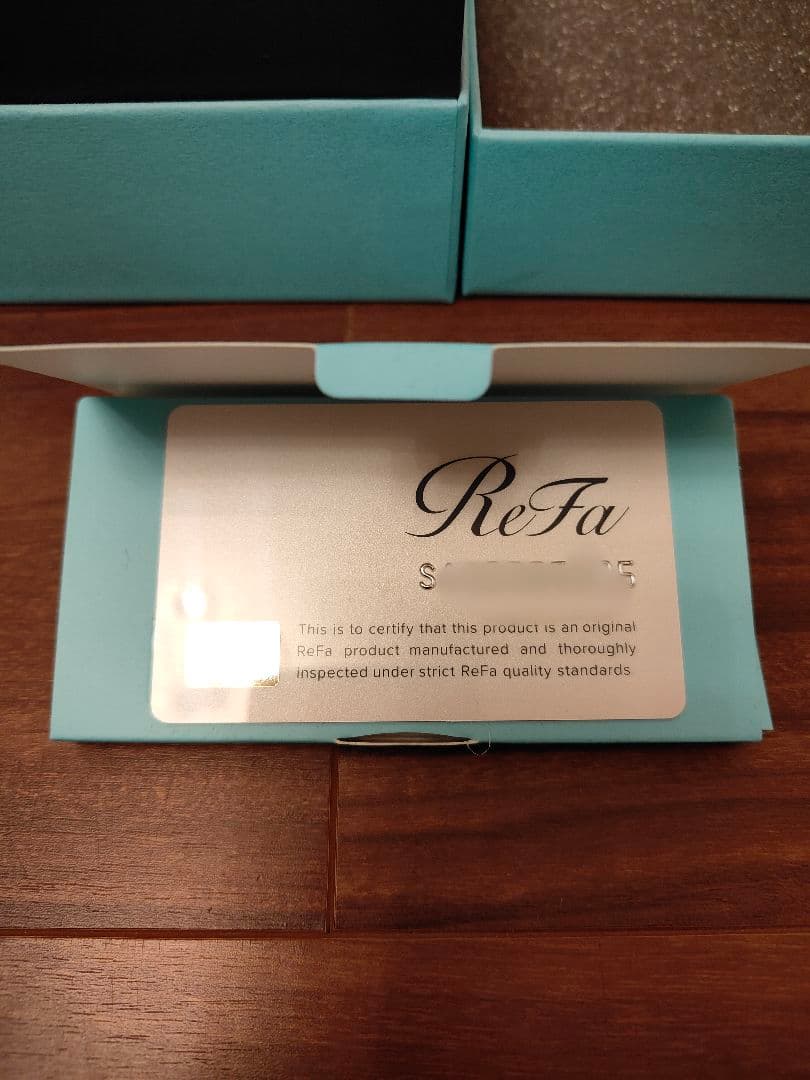 ReFa
This is to certify that this product is an original
ReFa product manufactured and thoroughly
inspected under strict ReFa quality standards